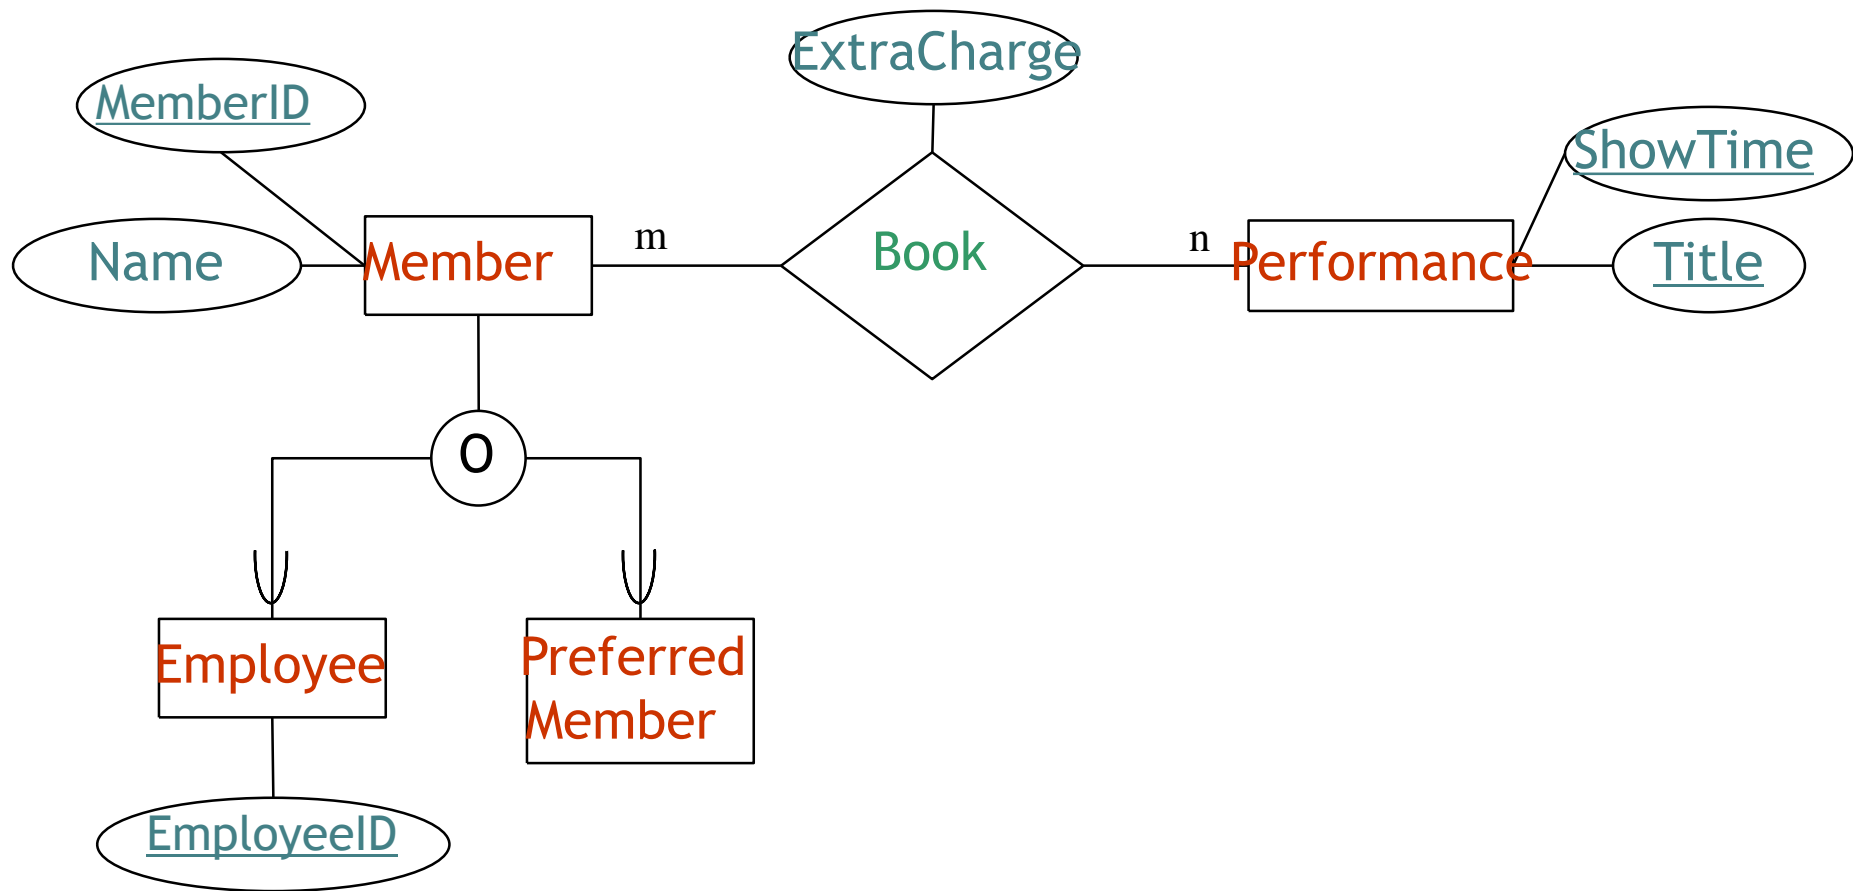 ExtraCharge
MemberID
ShowTime
Name
Member
m
Book
n
Performance
Title
O
Employee
Preferred
Member
EmployeeID